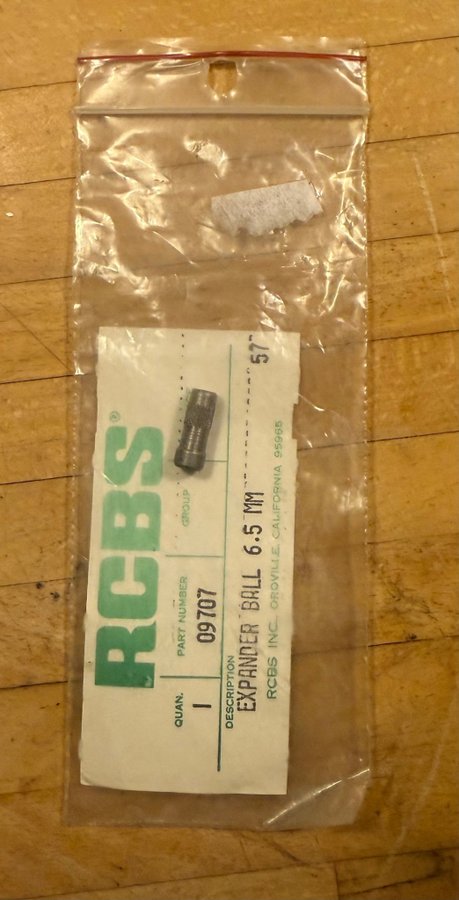 RCBS®
QUAN. PART NUMBER GROUP
1 09707
DESCRIPTION
EXPANDER BALL 6.5 MM 57
RCBS INC. OROVILLE, CALIFORNIA 95965